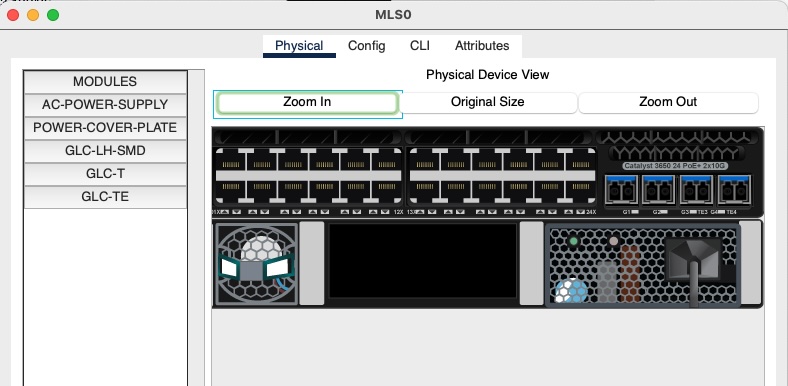 MLS0
Physical Config CLI Attributes
MODULES
AC-POWER-SUPPLY
POWER-COVER-PLATE
GLC-LH-SMD
GLC-T
GLC-TE
Physical Device View
Zoom In Original Size Zoom Out
Catalyst 3650 24 PoE+ 2x10G
12X 13X 24X G1 G2 G3 TE3 G4 TE4